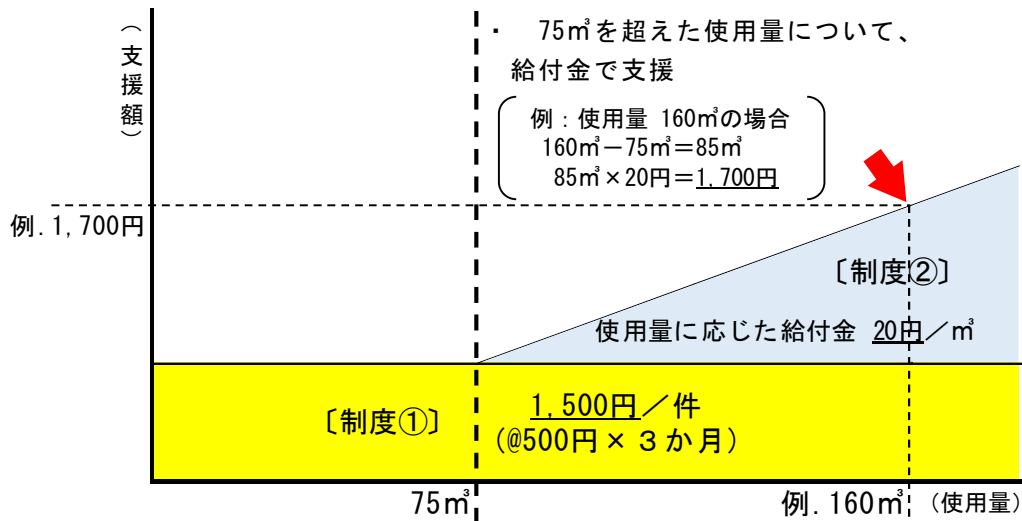 （支援額）
・　75㎥を超えた使用量について、
給付金で支援
例：使用量 160㎥の場合
160㎥－75㎥＝85㎥
85㎥×20円＝1,700円
例.1,700円
〔制度②〕
使用量に応じた給付金 20円／㎥
〔制度①〕
1,500円／件
(@500円×３か月)
75㎥
例.160㎥
(使用量)